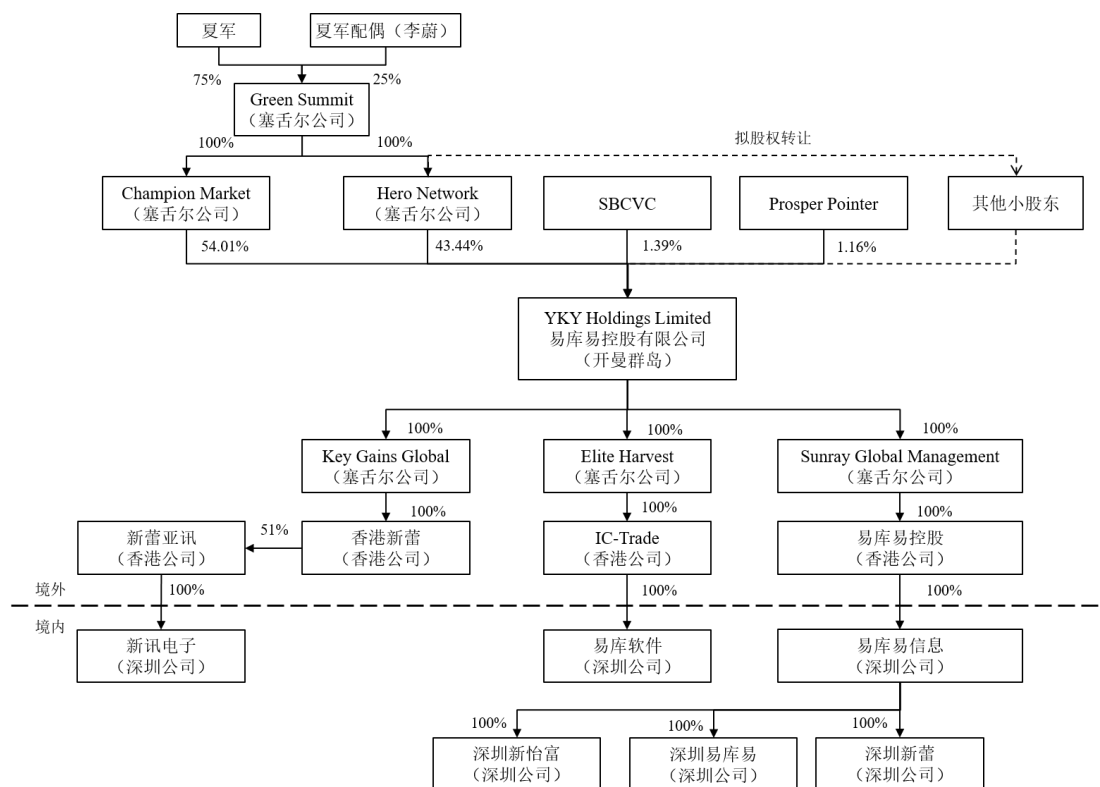 夏军
夏军配偶（李蔚）
75%
25%
Green Summit
（塞舌尔公司）
100%
100%
拟股权转让
Champion Market
（塞舌尔公司）
Hero Network
（塞舌尔公司）
SBCVC
Prosper Pointer
其他小股东
54.01%
43.44%
1.39%
1.16%
YKY Holdings Limited
易库易控股有限公司
（开曼群岛）
100%
100%
100%
Key Gains Global
（塞舌尔公司）
Elite Harvest
（塞舌尔公司）
Sunray Global Management
（塞舌尔公司）
100%
100%
100%
新蕾亚讯
（香港公司）
51%
香港新蕾
（香港公司）
IC-Trade
（香港公司）
易库易控股
（香港公司）
境外
100%
100%
100%
境内
新讯电子
（深圳公司）
易库软件
（深圳公司）
易库易信息
（深圳公司）
100%
100%
100%
深圳新怡富
（深圳公司）
深圳易库易
（深圳公司）
深圳新蕾
（深圳公司）